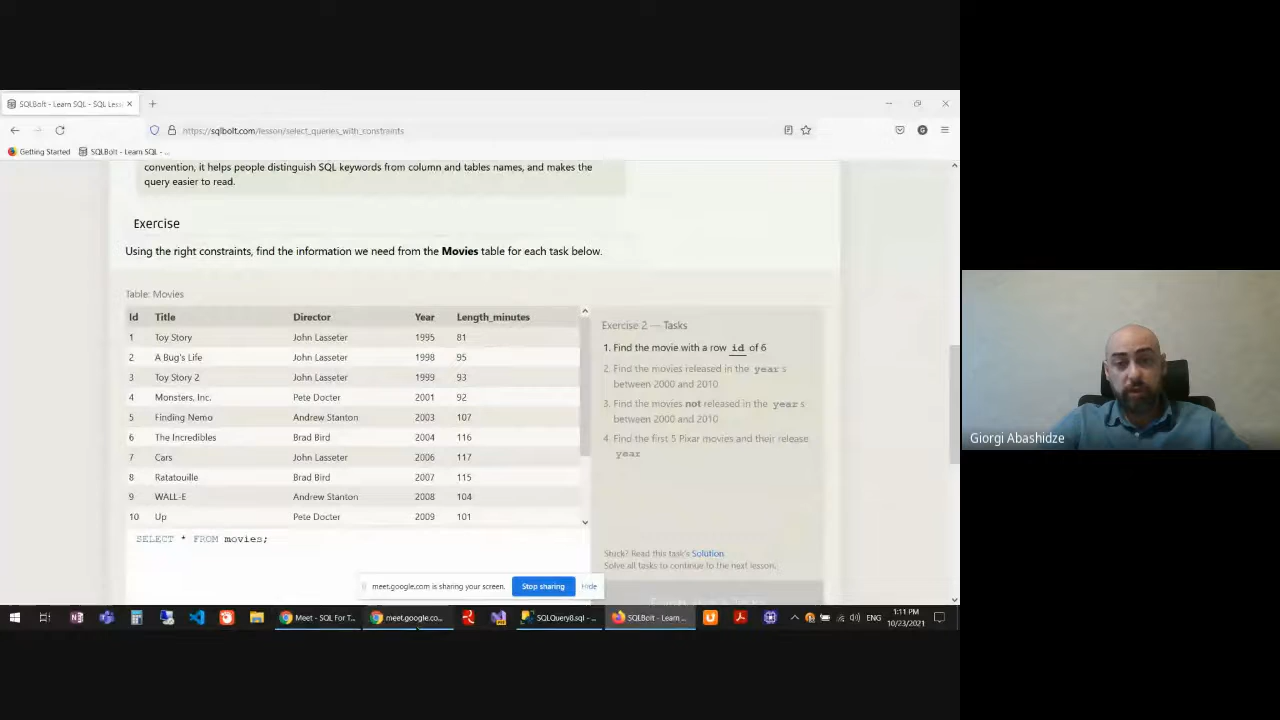 SQLBolt - Learn SQL - SQL Less
https://sqlbolt.com/lesson/select_queries_with_constraints
Getting Started
SQLBolt - Learn SQL - ...
convention, it helps people distinguish SQL keywords from column and tables names, and makes the
query easier to read.
Exercise
Using the right constraints, find the information we need from the Movies table for each task below.
Table: Movies
Id Title Director Year Length_minutes
1 Toy Story John Lasseter 1995 81
2 A Bug's Life John Lasseter 1998 95
3 Toy Story 2 John Lasseter 1999 93
4 Monsters, Inc. Pete Docter 2001 92
5 Finding Nemo Andrew Stanton 2003 107
6 The Incredibles Brad Bird 2004 116
7 Cars John Lasseter 2006 117
8 Ratatouille Brad Bird 2007 115
9 WALL-E Andrew Stanton 2008 104
10 Up Pete Docter 2009 101
SELECT * FROM movies;
Exercise 2 — Tasks
1. Find the movie with a row id of 6
2. Find the movies released in the years
between 2000 and 2010
3. Find the movies not released in the years
between 2000 and 2010
4. Find the first 5 Pixar movies and their release
year
Stuck? Read this task's Solution.
Solve all tasks to continue to the next lesson.
meet.google.com is sharing your screen.
Stop sharing
Hide
Meet - SQL For T...
meet.google.co...
SQLQuery8.sql - ...
SQLBolt - Learn ...
ENG
1:11 PM
10/23/2021
Giorgi Abashidze